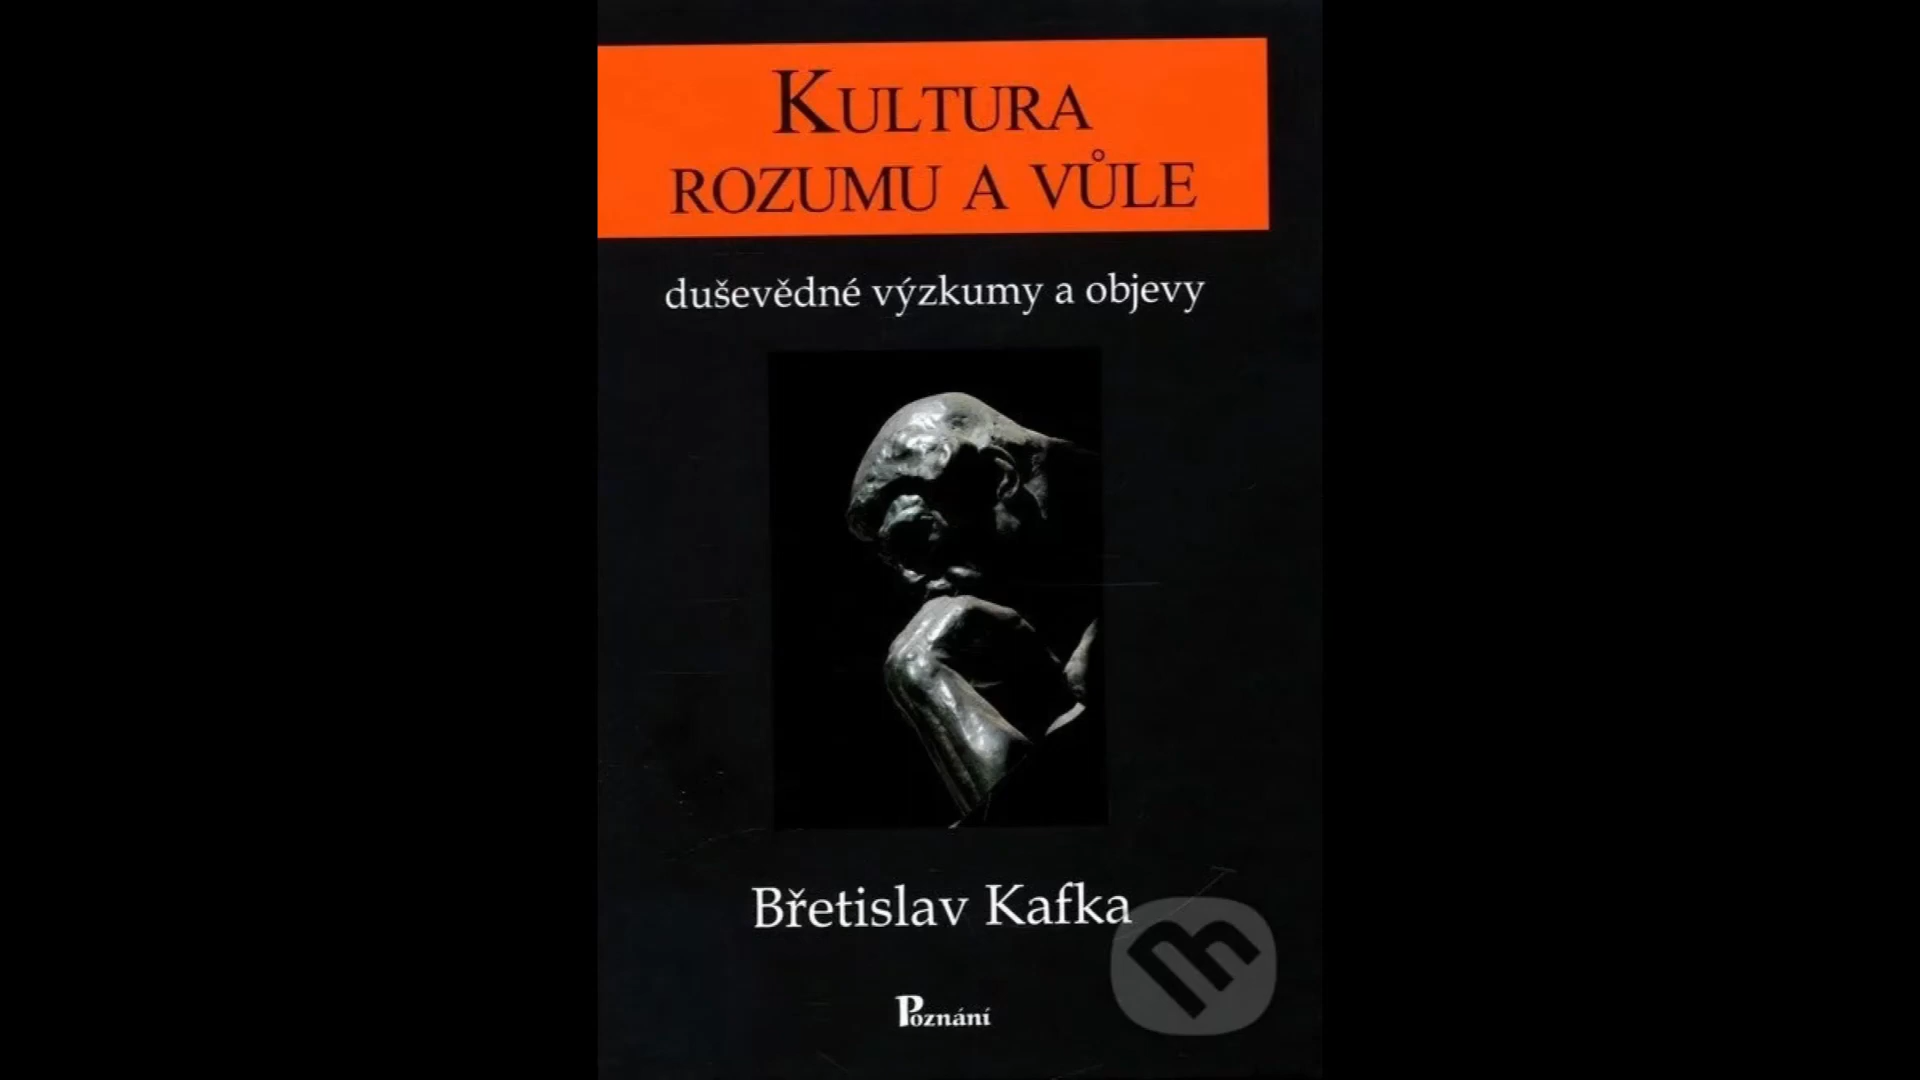 KULTURA
ROZUMU A VŮLE
duševědné výzkumy a objevy
Břetislav Kafka
Poznání